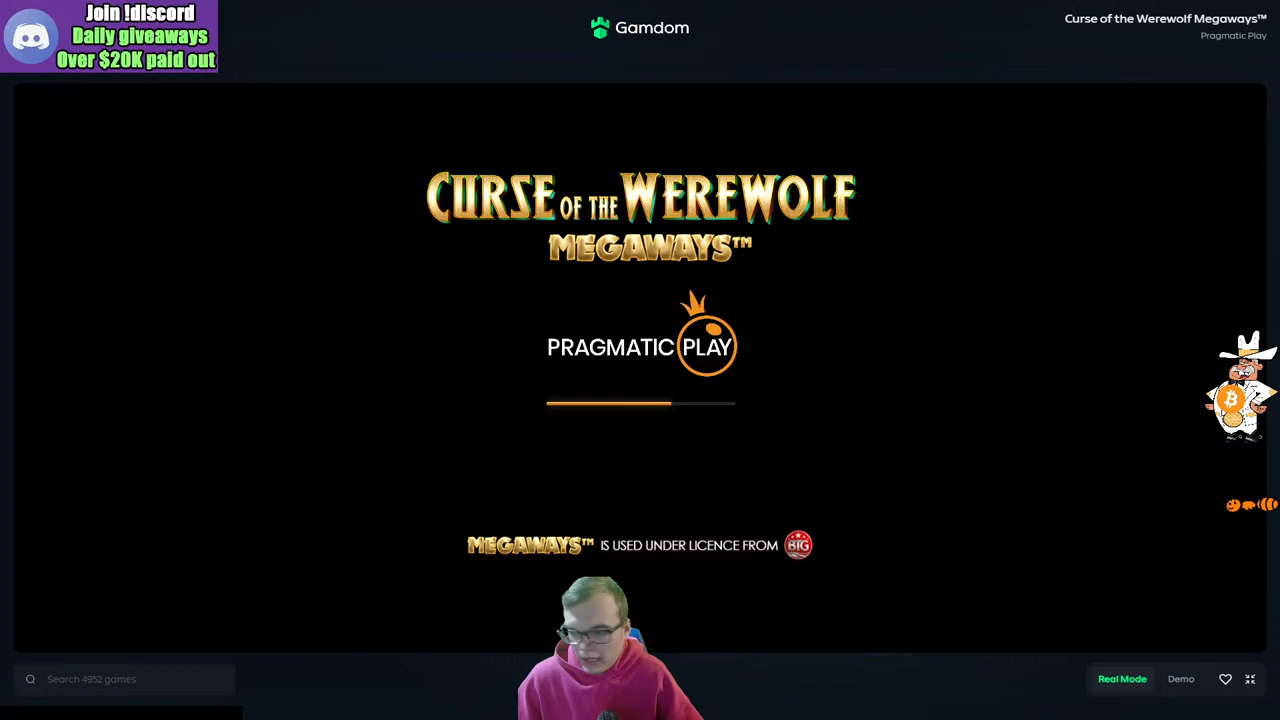 Join !discord
Daily giveaways
Over $20K paid out
Gamdom
Curse of the Werewolf Megaways™
Pragmatic Play
CURSE OF THE WEREWOLF
MEGAWAYS™
PRAGMATIC PLAY
MEGAWAYS™ IS USED UNDER LICENCE FROM BTG
Search 4952 games
Real Mode
Demo